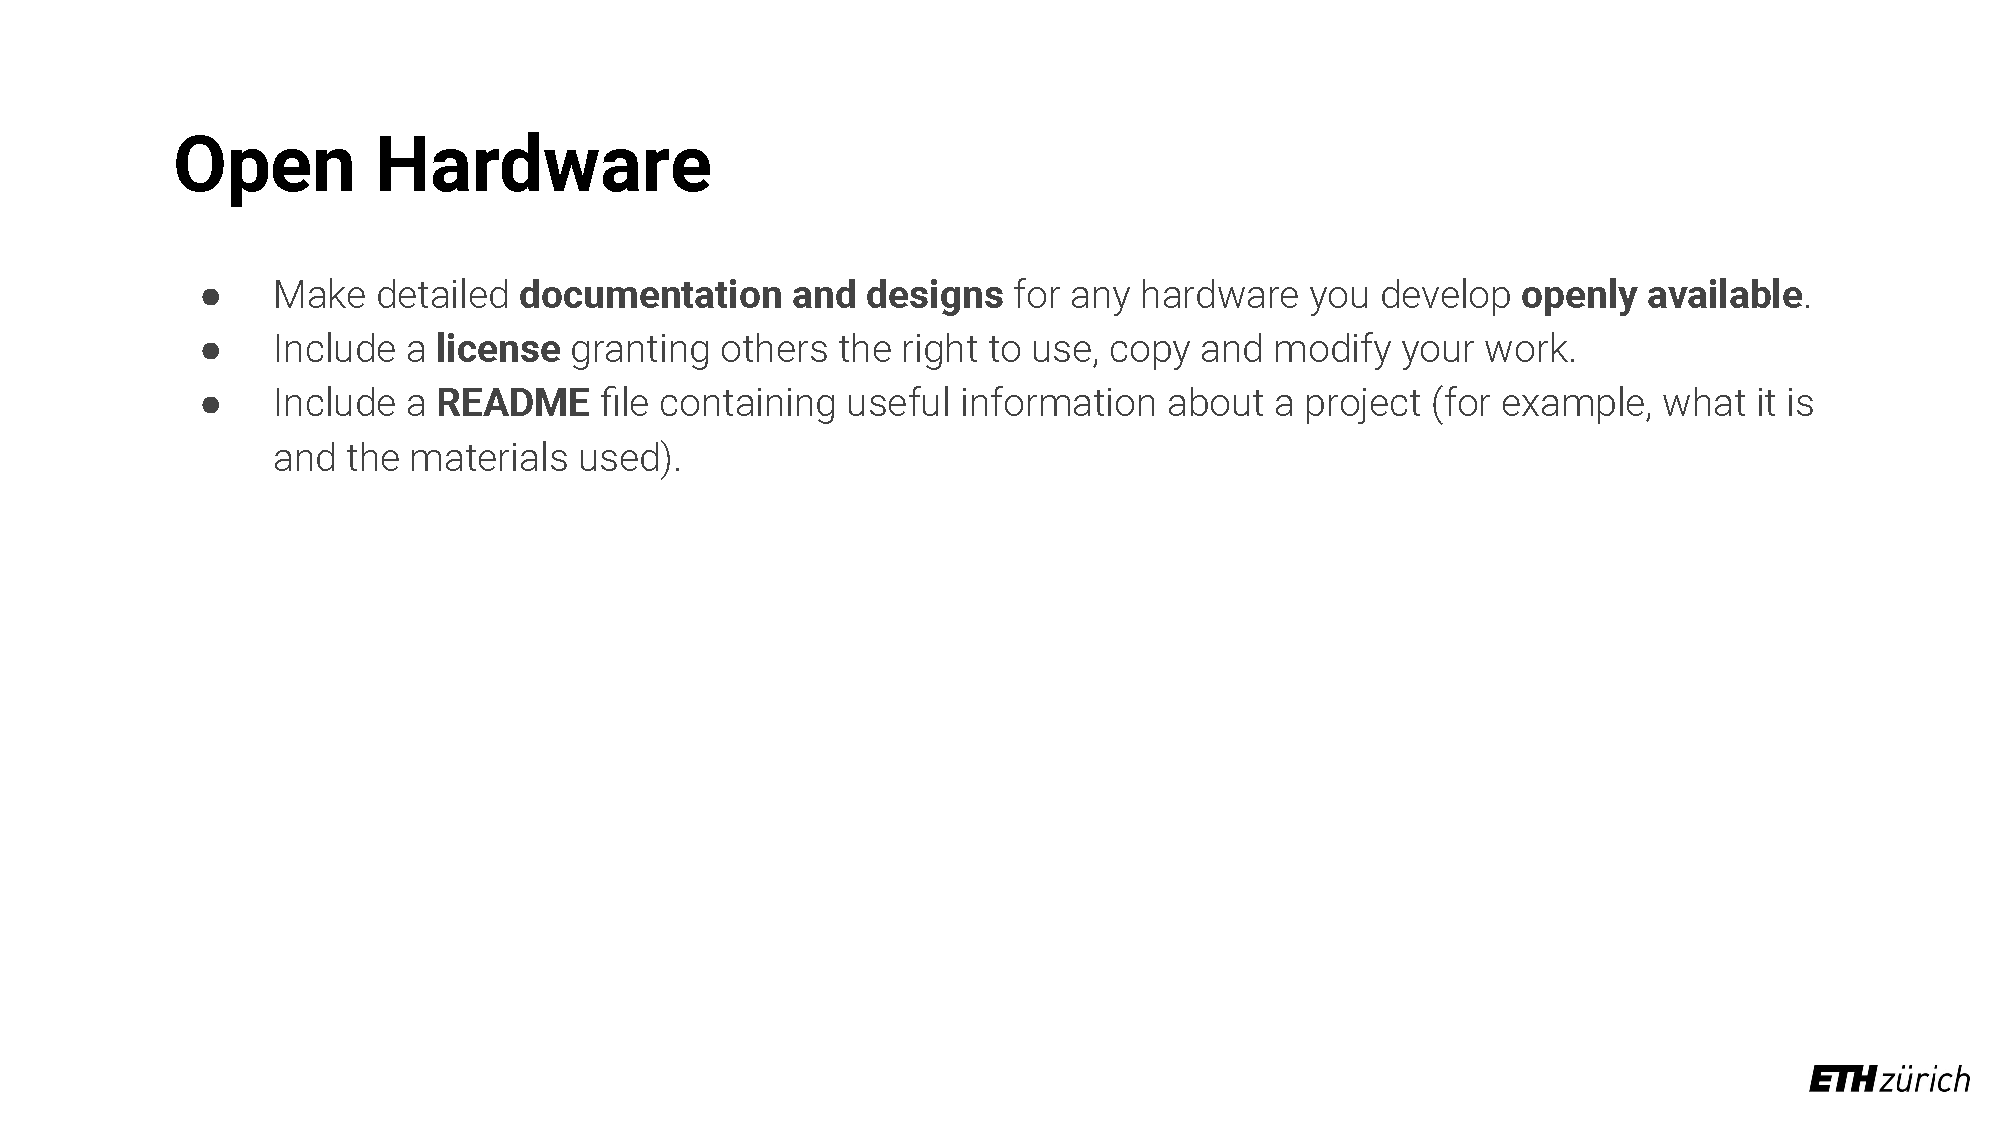 Open Hardware
● Make detailed documentation and designs for any hardware you develop openly available.
● Include a license granting others the right to use, copy and modify your work.
● Include a README file containing useful information about a project (for example, what it is
and the materials used).
ETH zürich